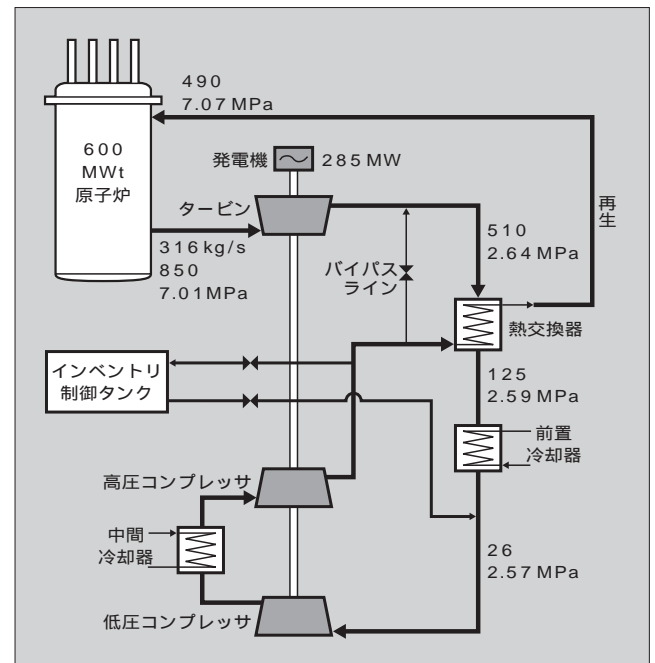 490
7.07 MPa
600
MWt
原子炉
発電機
285 MW
タービン
316 kg/s
850
7.01MPa
バイパス
ライン
再生
510
2.64 MPa
熱交換器
インベントリ
制御タンク
125
2.59 MPa
前置
冷却器
高圧コンプレッサ
中間
冷却器
26
2.57 MPa
低圧コンプレッサ